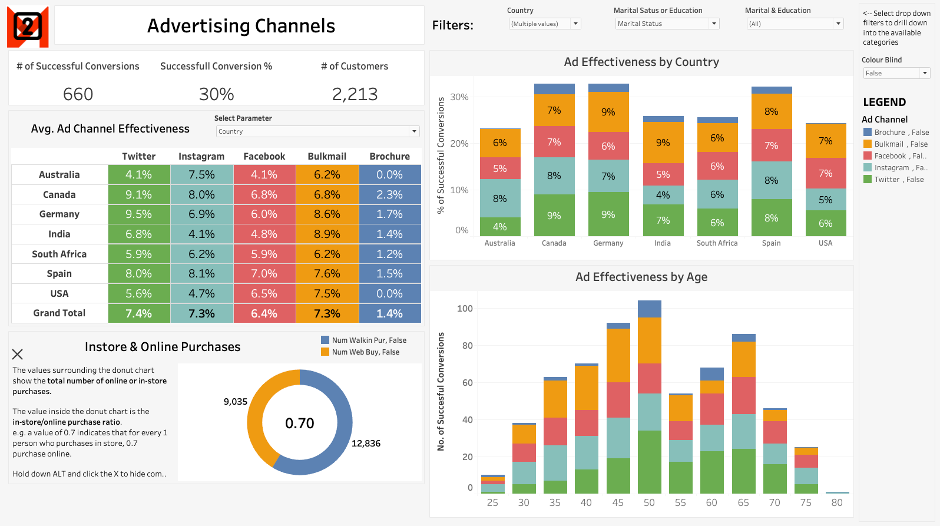 2
Advertising Channels
# of Successful Conversions
Successfull Conversion %
# of Customers
660
30%
2,213
Avg. Ad Channel Effectiveness
Select Parameter
Country
Twitter Instagram Facebook Bulkmail Brochure
Australia 4.1% 7.5% 4.1% 6.2% 0.0%
Canada 9.1% 8.0% 6.8% 6.8% 2.3%
Germany 9.5% 6.9% 6.0% 8.6% 1.7%
India 6.8% 4.1% 4.8% 8.9% 1.4%
South Africa 5.9% 6.2% 5.9% 6.2% 1.2%
Spain 8.0% 8.1% 7.0% 7.6% 1.5%
USA 5.6% 4.7% 6.5% 7.5% 0.0%
Grand Total 7.4% 7.3% 6.4% 7.3% 1.4%
Instore & Online Purchases
Num Walkin Pur, False
Num Web Buy, False
The values surrounding the donut chart
show the total number of online or in-store
purchases.
The value inside the donut chart is the
in-store/online purchase ratio.
e.g. a value of 0.7 indicates that for every 1
person who purchases in store, 0.7
purchase online.
Hold down ALT and click the X to hide com..
9,035
0.70
12,836
Filters:
Country
(Multiple values)
Marital Satus or Education
Marital Status
Marital & Education
(All)
<-- Select drop down
filters to drill down
into the available
categories
Colour Blind
False
LEGEND
Ad Channel
Brochure , False
Bulkmail , False
Facebook , Fal..
Instagram , Fa..
Twitter , False
Ad Effectiveness by Country
% of Successful Conversions
30%
20%
10%
0%
6% 5% 8% 4%
7% 7% 8% 9%
9% 6% 7% 9%
9% 5% 4% 7%
6% 6% 6% 6%
8% 7% 8% 8%
7% 7% 5% 6%
Australia Canada Germany India South Africa Spain USA
Ad Effectiveness by Age
No. of Succesful Conversions
100
80
60
40
20
0
25 30 35 40 45 50 55 60 65 70 75 80